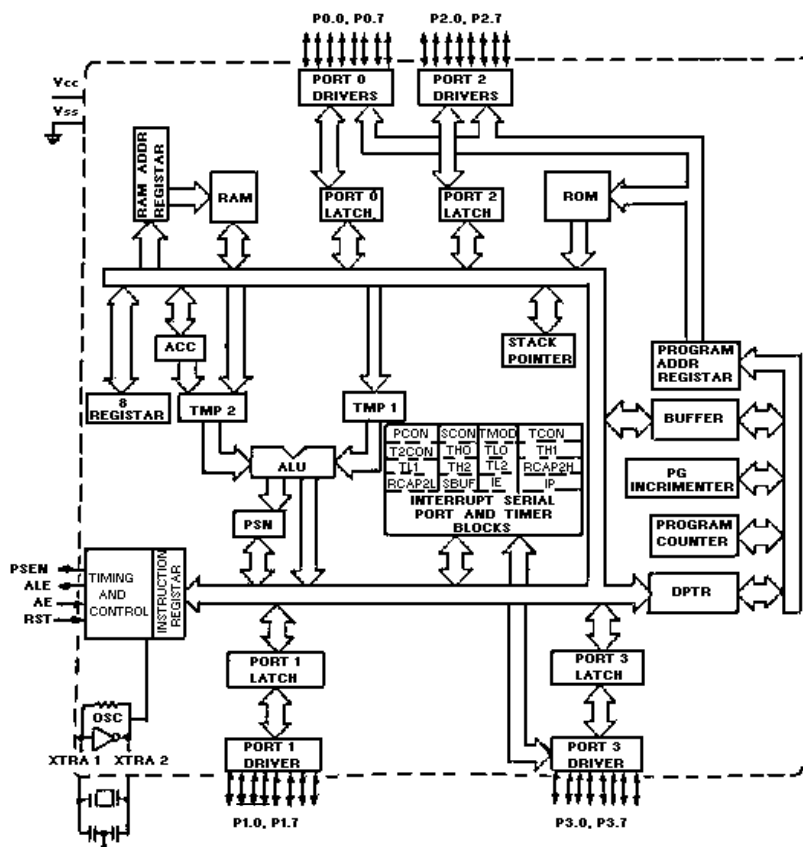 P0.0, P0.7
P2.0, P2.7
Vcc
Vss
PORT 0
DRIVERS
PORT 2
DRIVERS
RAM ADDR
REGISTAR
RAM
PORT 0
LATCH
PORT 2
LATCH
ROM
ACC
STACK
POINTER
PROGRAM
ADDR
REGISTAR
8
REGISTAR
TMP 2
TMP 1
BUFFER
PCON SCON TMOD TCON
T2CON TH0 TL0 TH1
TL1 TH2 TL2 RCAP2H
RCAP2L SBUF IE IP
INTERRUPT SERIAL
PORT AND TIMER
BLOCKS
ALU
PG
INCRIMENTER
PSN
PROGRAM
COUNTER
PSEN
ALE
AE
RST
TIMING
AND
CONTROL
INSTRUCTION
REGISTAR
DPTR
PORT 1
LATCH
PORT 3
LATCH
OSC
XTRA 1 XTRA 2
PORT 1
DRIVER
PORT 3
DRIVER
P1.0, P1.7
P3.0, P3.7